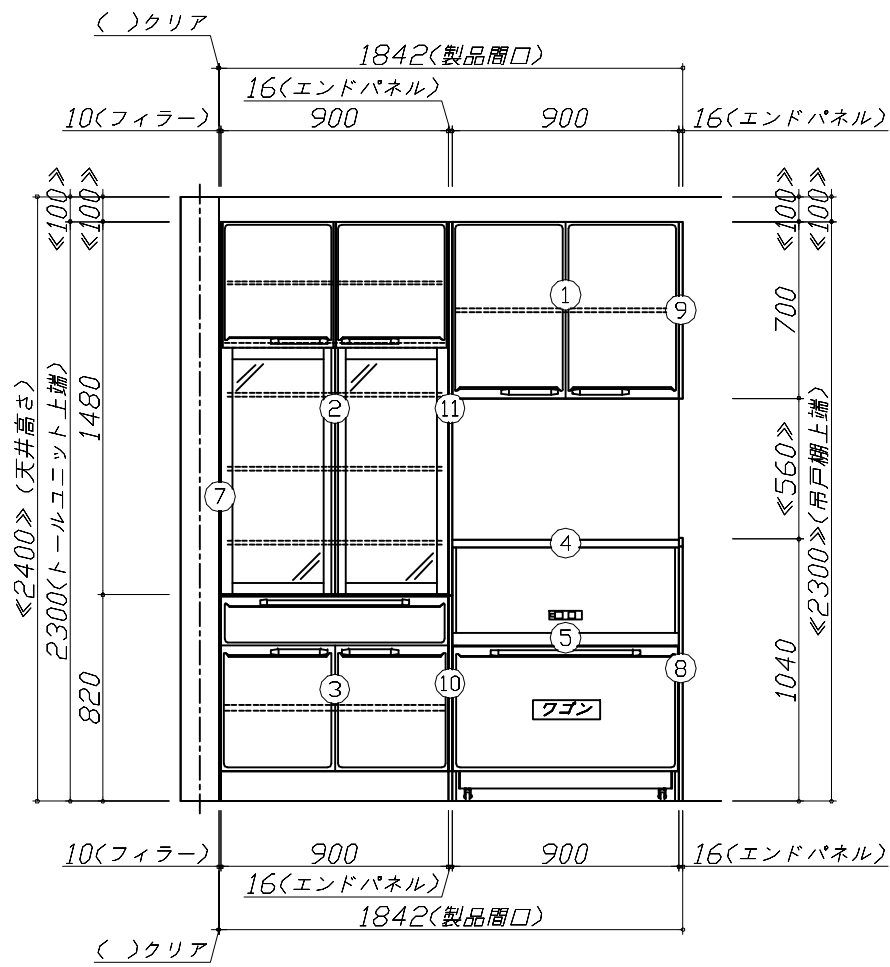 ( )クリア
1842(製品間口)
16(エンドパネル)
10(フィラー)
900
900
16(エンドパネル)
≪100≫
≪100≫
≪100≫
≪100≫
1
9
700
≪2400≫(天井高さ)
2300(トールユニット上端)
1480
2
11
≪560≫
≪2300≫(吊戸棚上端)
7
4
5
820
3
10
8
1040
ワゴン
10(フィラー)
900
900
16(エンドパネル)
16(エンドパネル)
1842(製品間口)
( )クリア